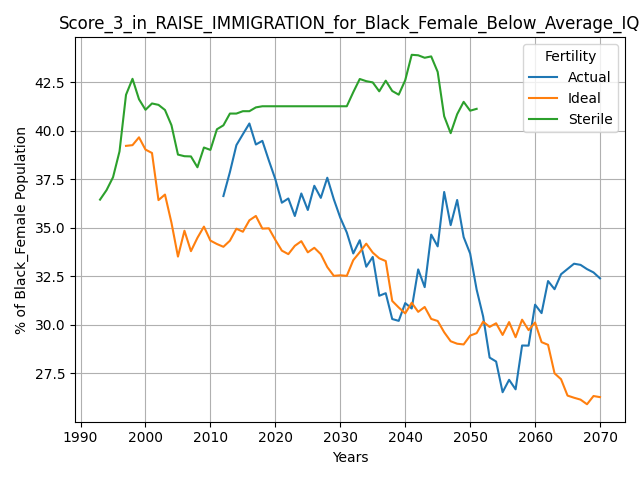 Score_3_in_RAISE_IMMIGRATION_for_Black_Female_Below_Average_IQ
Fertility
Actual
Ideal
Sterile
% of Black_Female Population
42.5
40.0
37.5
35.0
32.5
30.0
27.5
1990 2000 2010 2020 2030 2040 2050 2060 2070
Years